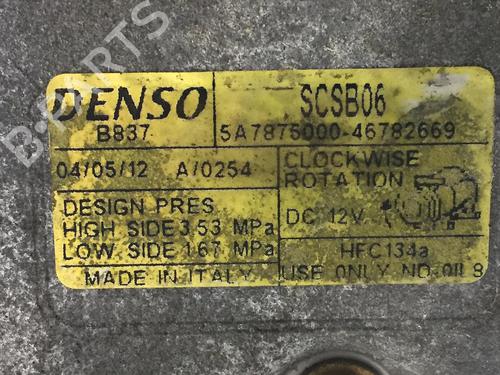 DENSO
SCSB06
B837
5A7875000-46782669
04/05/12 A/0254
CLOCKWISE
ROTATION
DESIGN PRES
HIGH SIDE 3,53 MPa
LOW SIDE 1,67 MPa
DC 12V
HFC134a
MADE IN ITALY
USE ONLY ND-OIL 8
B-PARTS